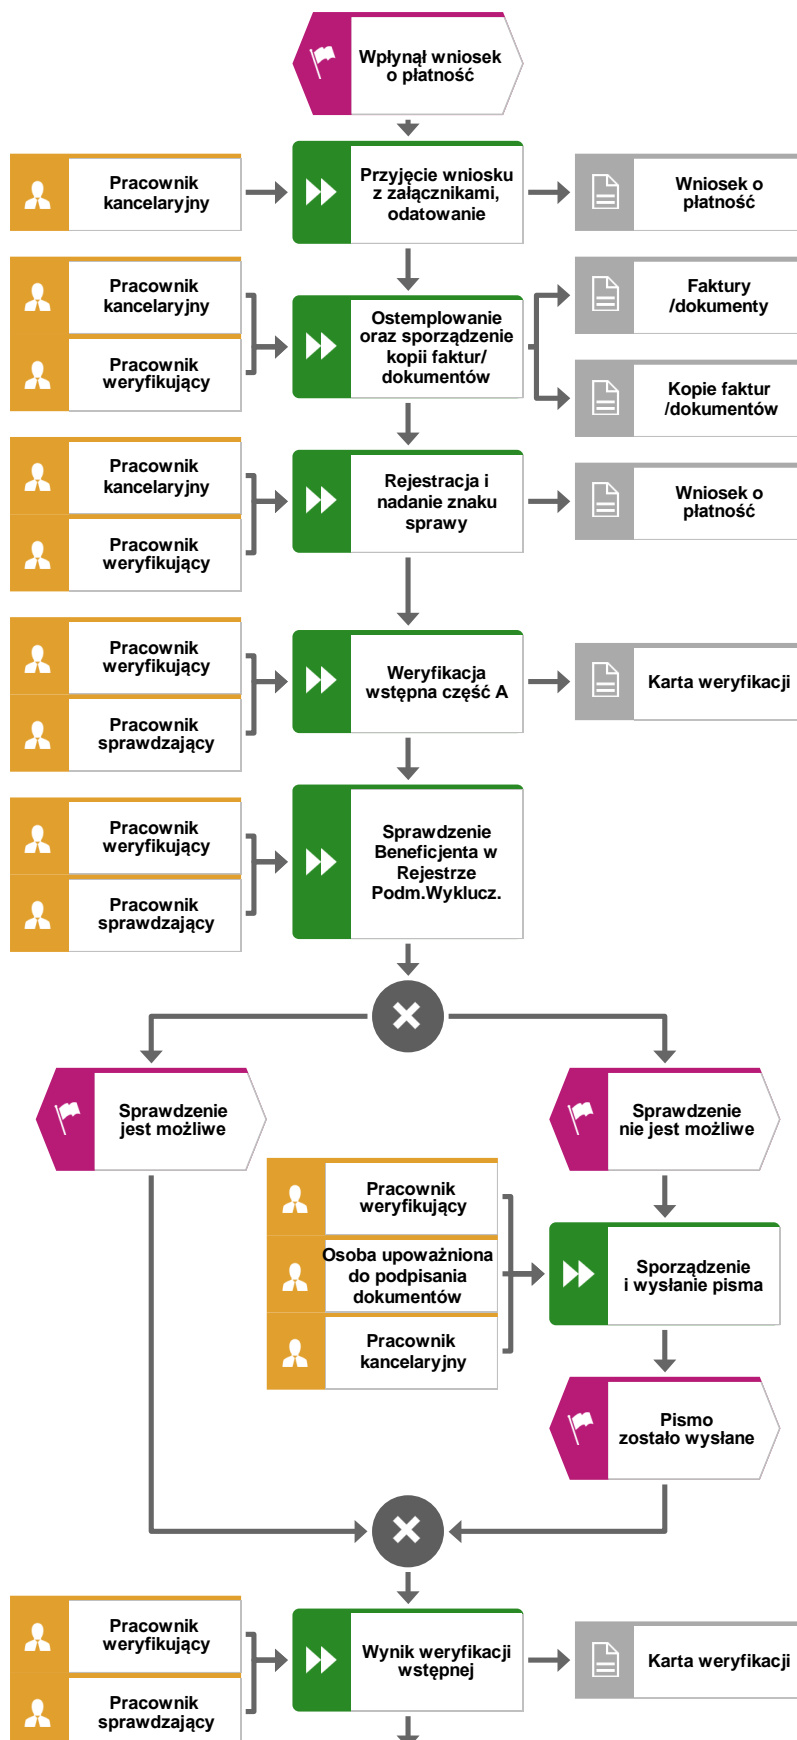 Wpłynął wniosek
o płatność
Pracownik
kancelaryjny
Przyjęcie wniosku
z załącznikami,
odatowanie
Wniosek o
płatność
Pracownik
kancelaryjny
Pracownik
weryfikujący
Ostemplowanie
oraz sporządzenie
kopii faktur/
dokumentów
Faktury
/dokumenty
Kopie faktur
/dokumentów
Pracownik
kancelaryjny
Pracownik
weryfikujący
Rejestracja i
nadanie znaku
sprawy
Wniosek o
płatność
Pracownik
weryfikujący
Pracownik
sprawdzający
Weryfikacja
wstępna część A
Karta weryfikacji
Pracownik
weryfikujący
Pracownik
sprawdzający
Sprawdzenie
Beneficjenta w
Rejestrze
Podm.Wyklucz.
Sprawdzenie
jest możliwe
Sprawdzenie
nie jest możliwe
Pracownik
weryfikujący
Osoba upoważniona
do podpisania
dokumentów
Pracownik
kancelaryjny
Sporządzenie
i wysłanie pisma
Pismo
zostało wysłane
Pracownik
weryfikujący
Pracownik
sprawdzający
Wynik weryfikacji
wstępnej
Karta weryfikacji